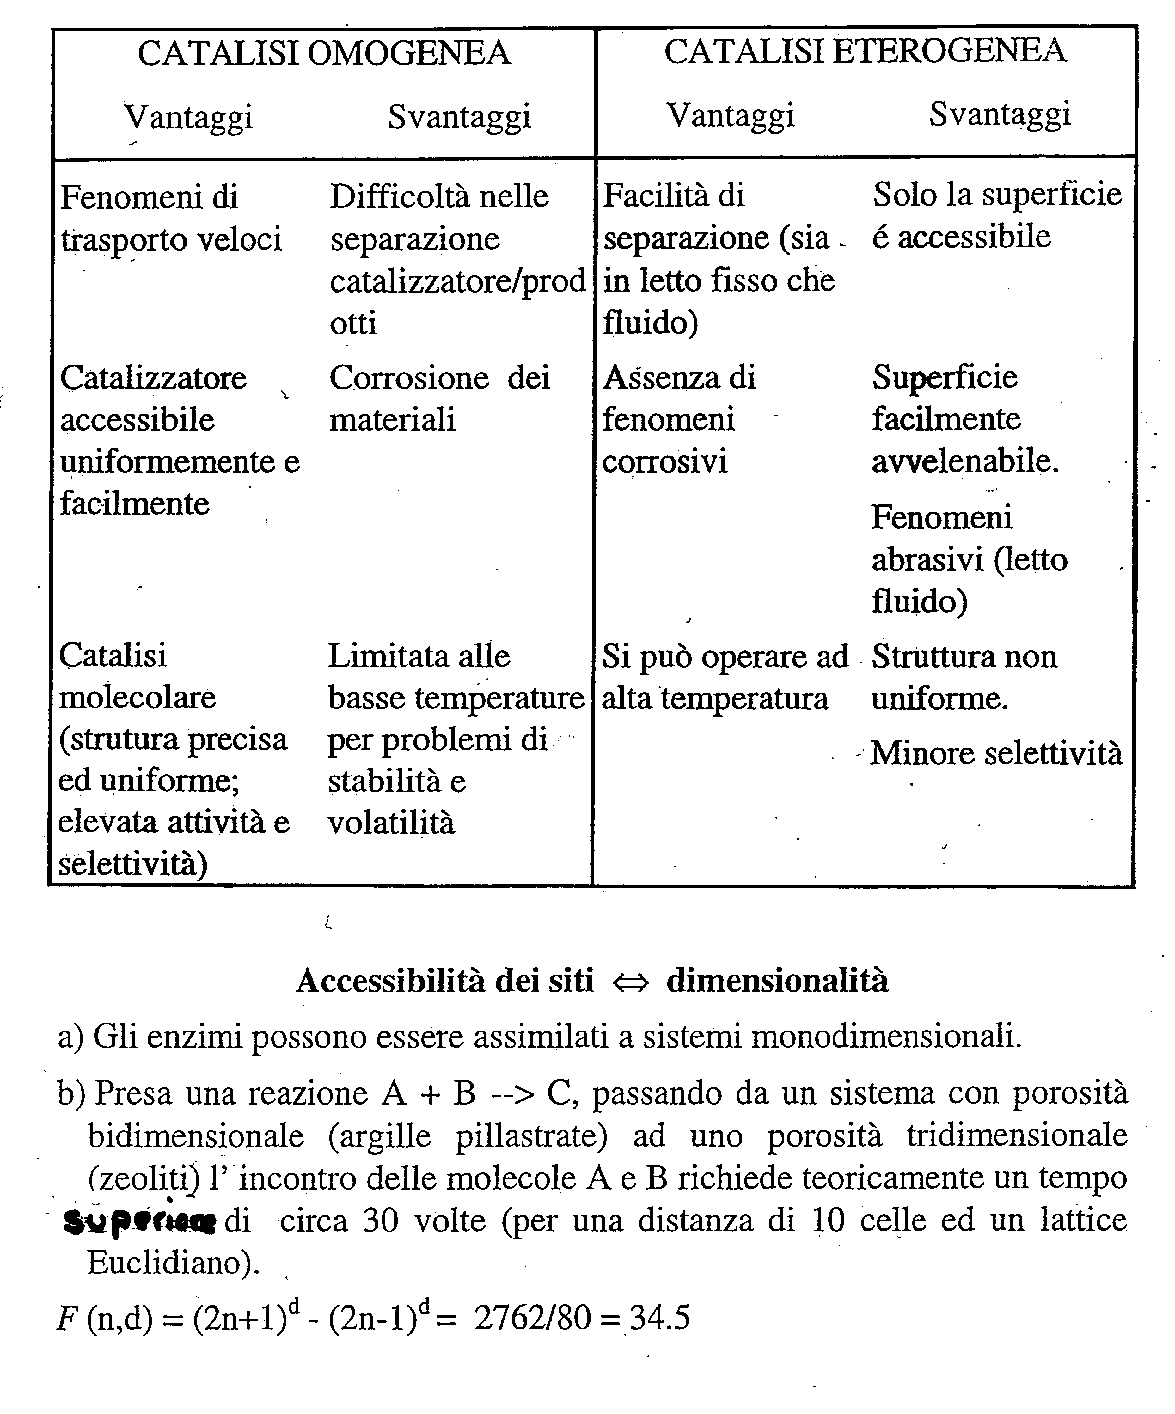 CATALISI OMOGENEA CATALISI ETEROGENEA
Vantaggi Svantaggi Vantaggi Svantaggi
Fenomeni di
trasporto veloci
Difficoltà nelle
separazione
catalizzatore/prod
otti
Facilità di
separazione (sia
in letto fisso che
fluido)
Solo la superficie
é accessibile
Catalizzatore
accessibile
uniformemente e
facilmente
Corrosione dei
materiali
Assenza di
fenomeni
corrosivi
Superficie
facilmente
avvelenabile.
Fenomeni
abrasivi (letto
fluido)
Catalisi
molecolare
(strutura precisa
ed uniforme;
elevata attività e
selettività)
Limitata alle
basse temperature
per problemi di
stabilità e
volatilità
Si può operare ad
alta temperatura
Struttura non
uniforme.
Minore selettività
Accessibilità dei siti ⇔ dimensionalità
a) Gli enzimi possono essere assimilati a sistemi monodimensionali.
b) Presa una reazione A + B --> C, passando da un sistema con porosità
bidimensionale (argille pillastrate) ad uno porosità tridimensionale
(zeoliti) l' incontro delle molecole A e B richiede teoricamente un tempo
superiore di circa 30 volte (per una distanza di 10 celle ed un lattice
Euclidiano).
F (n,d) = (2n+1)^d - (2n-1)^d = 2762/80 = 34.5